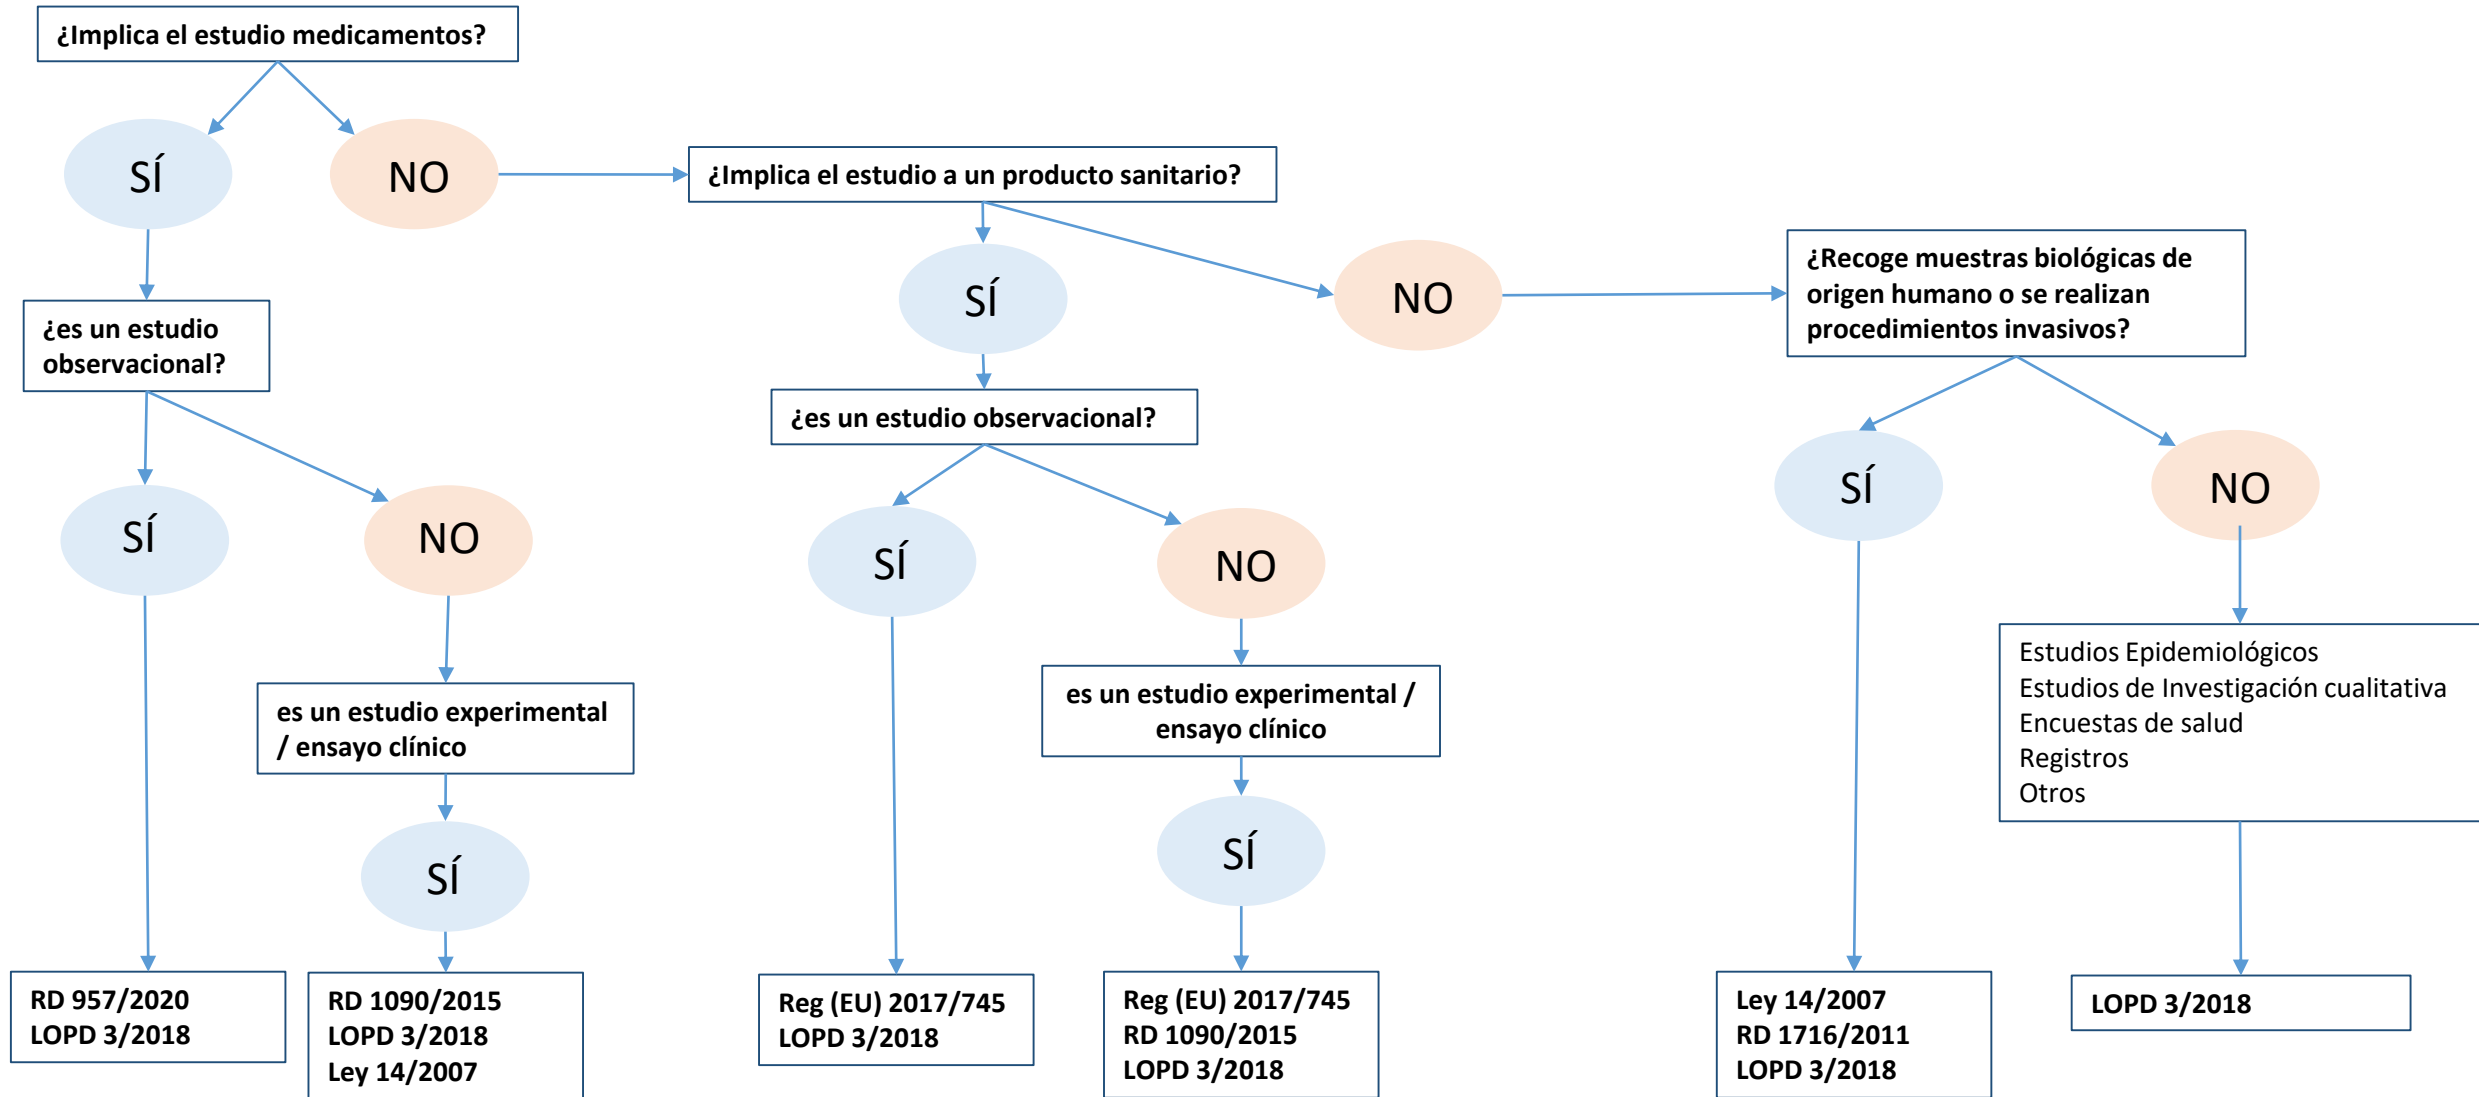 ¿Implica el estudio medicamentos?
SÍ
NO
¿Implica el estudio a un producto sanitario?
SÍ
NO
¿Recoge muestras biológicas de
origen humano o se realizan
procedimientos invasivos?
¿es un estudio
observacional?
¿es un estudio observacional?
SÍ
NO
SÍ
NO
SÍ
NO
es un estudio experimental
/ ensayo clínico
es un estudio experimental /
ensayo clínico
Estudios Epidemiológicos
Estudios de Investigación cualitativa
Encuestas de salud
Registros
Otros
SÍ
SÍ
RD 957/2020
LOPD 3/2018
RD 1090/2015
LOPD 3/2018
Ley 14/2007
Reg (EU) 2017/745
LOPD 3/2018
Reg (EU) 2017/745
RD 1090/2015
LOPD 3/2018
Ley 14/2007
RD 1716/2011
LOPD 3/2018
LOPD 3/2018